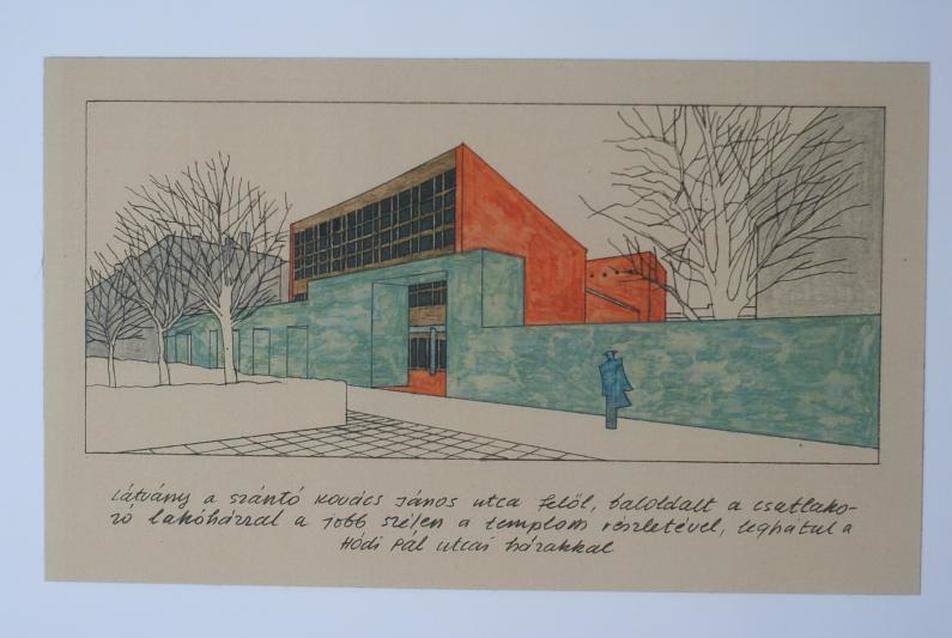 Látvány a Szántó Kovács János utca felől, baloldalt a csatlako-
zó lakóházzal a jobb szélen a templom részletével, leghátul a
Hódi Pál utcai házakkal